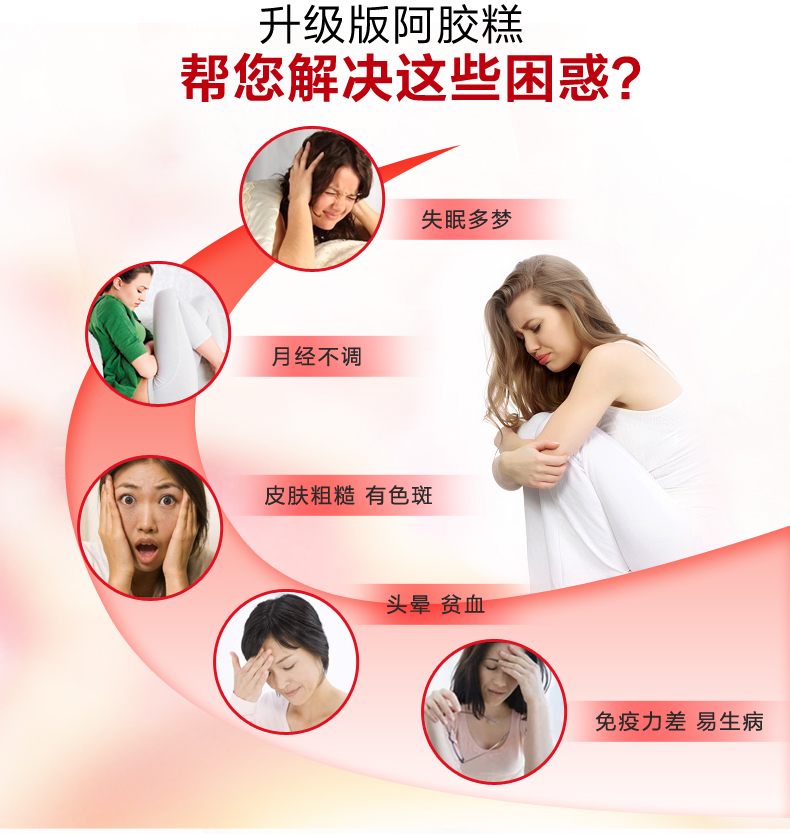 升级版阿胶糕
帮您解决这些困惑?
失眠多梦
月经不调
皮肤粗糙 有色斑
头晕 贫血
免疫力差 易生病